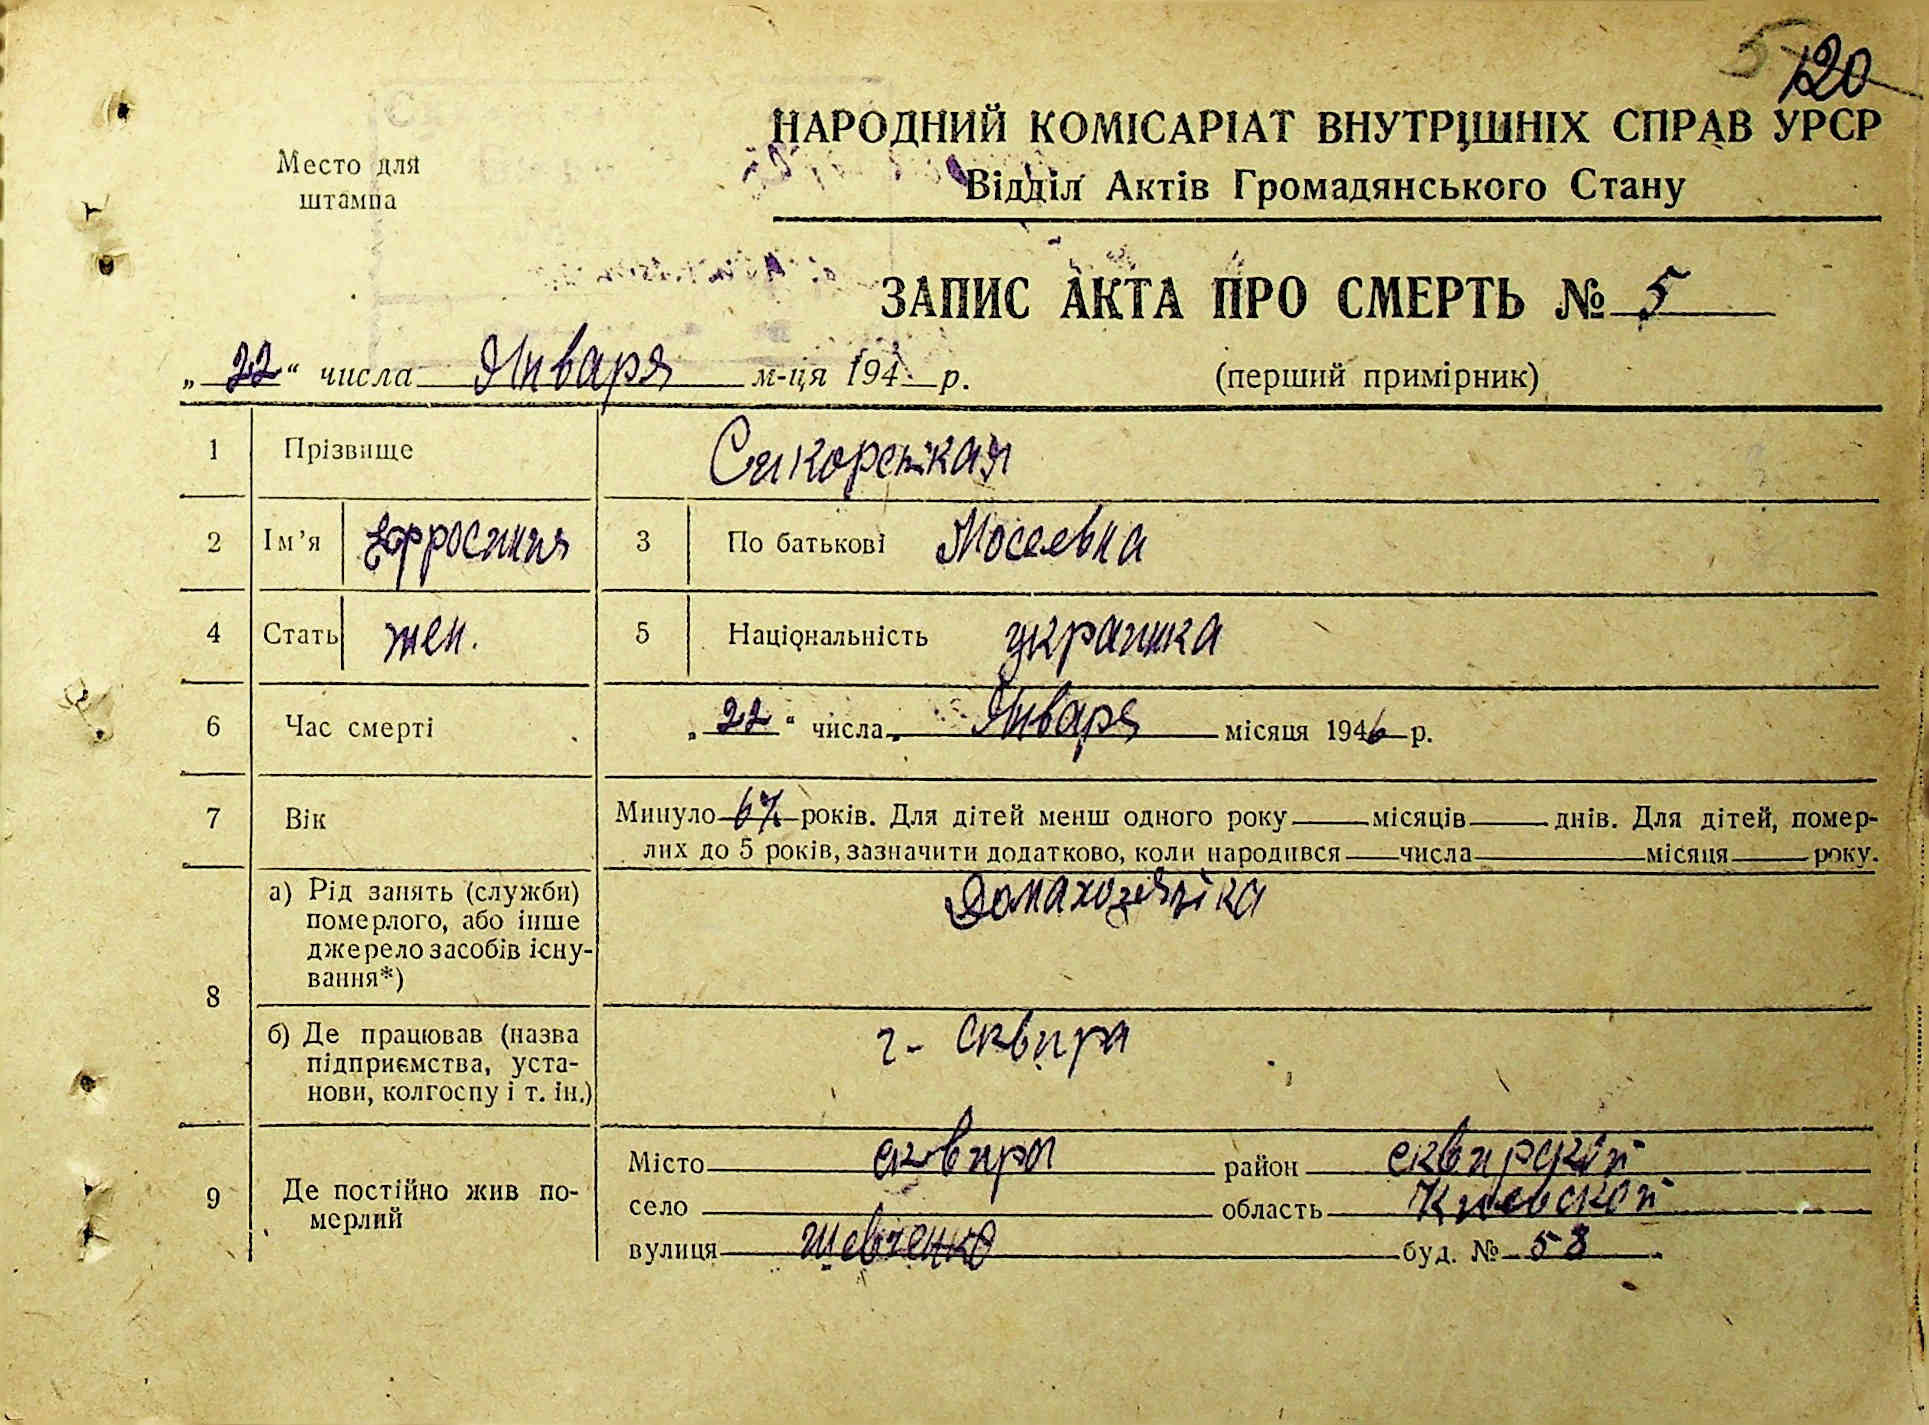 5 120
НАРОДНИЙ КОМІСАРІАТ ВНУТРІШНІХ СПРАВ УРСР
Відділ Актів Громадянського Стану
Место для
штампа
ЗАПИС АКТА ПРО СМЕРТЬ № 5
„22“ числа Января м-ця 194 р. (перший примірник)
1 Прізвище Сикорская
2 Ім’я Ефросиния 3 По батькові Мосеевна
4 Стать жен. 5 Національність украинка
6 Час смерті „22“ числа Января місяця 1946 р.
7 Вік Минуло 67 років. Для дітей менш одного року місяців днів. Для дітей, помер-
лих до 5 років, зазначити додатково, коли народився числа місяця року.
8 а) Рід занять (служби)
померлого, або інше
джерело засобів існу-
вання*)
Домахозяйка
б) Де працював (назва
підприємства, уста-
нови, колгоспу і т. ін.)
г- Сквира
9 Де постійно жив по-
мерлий
Місто сквира район сквирский
село область Киевской
вулиця Шевченко буд. № 58